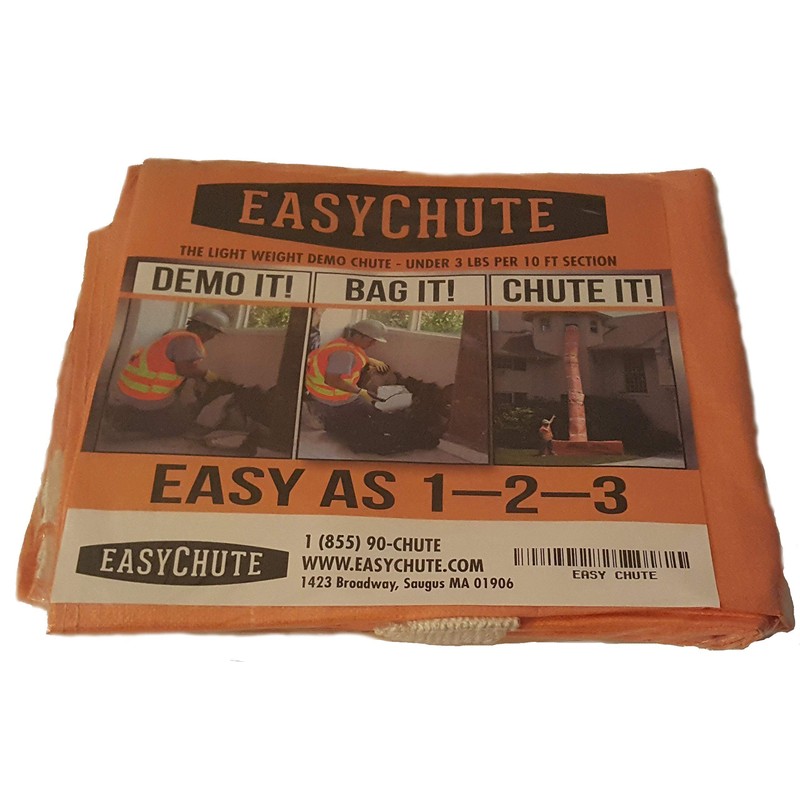 EASYCHUTE
THE LIGHT WEIGHT DEMO CHUTE - UNDER 3 LBS PER 10 FT SECTION
DEMO IT! BAG IT! CHUTE IT!
EASY AS 1—2—3
EASYCHUTE
1 (855) 90-CHUTE
WWW.EASYCHUTE.COM
1423 Broadway, Saugus MA 01906
EASY CHUTE